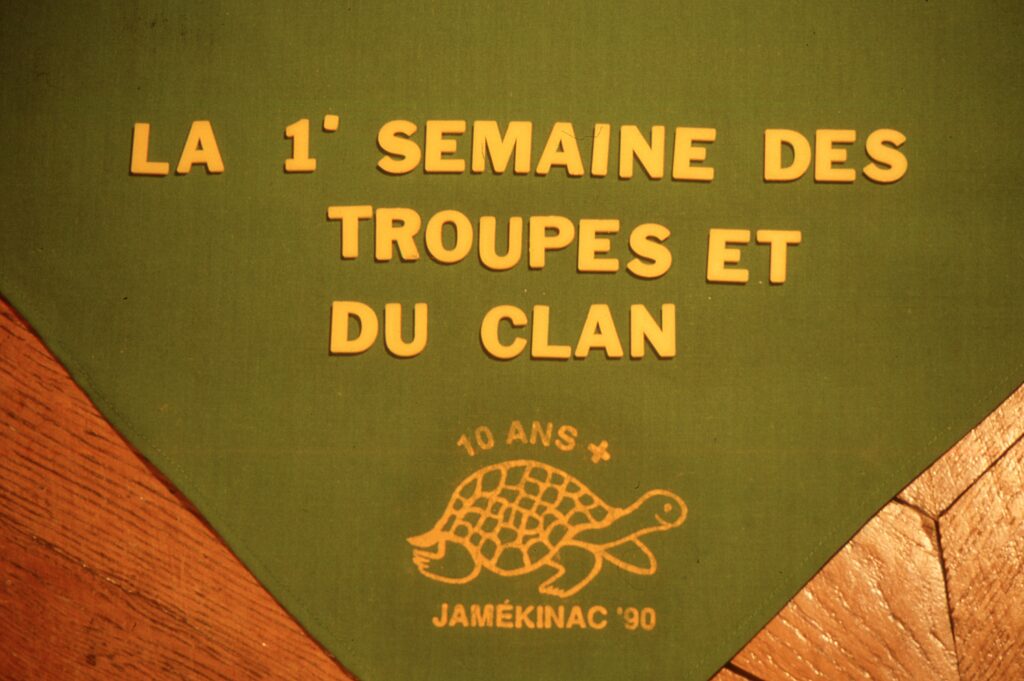 LA 1° SEMAINE DES
TROUPES ET
DU CLAN
10 ANS +
JAMÉKINAC '90